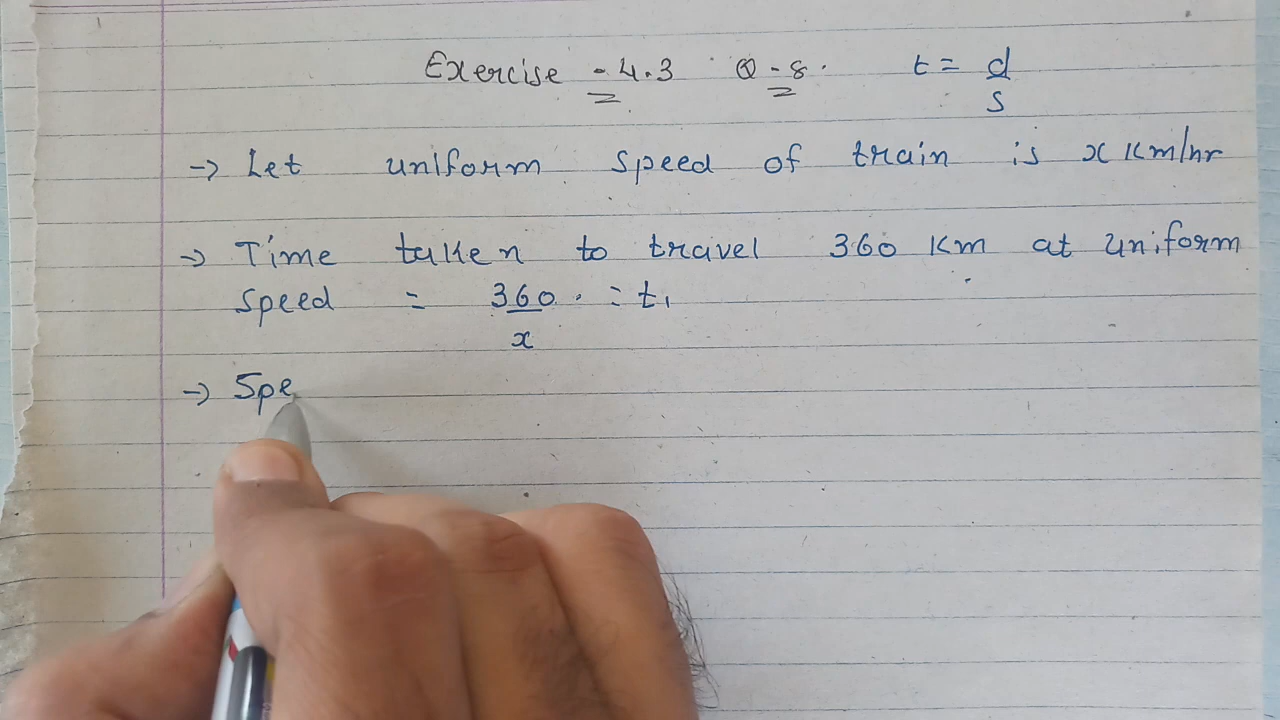 Exercise - 4.3 Q - 8. t = d/s
→ Let uniform speed of train is x Km/hr
→ Time taken to travel 360 Km at uniform
speed = 360/x = t₁
→ Spe